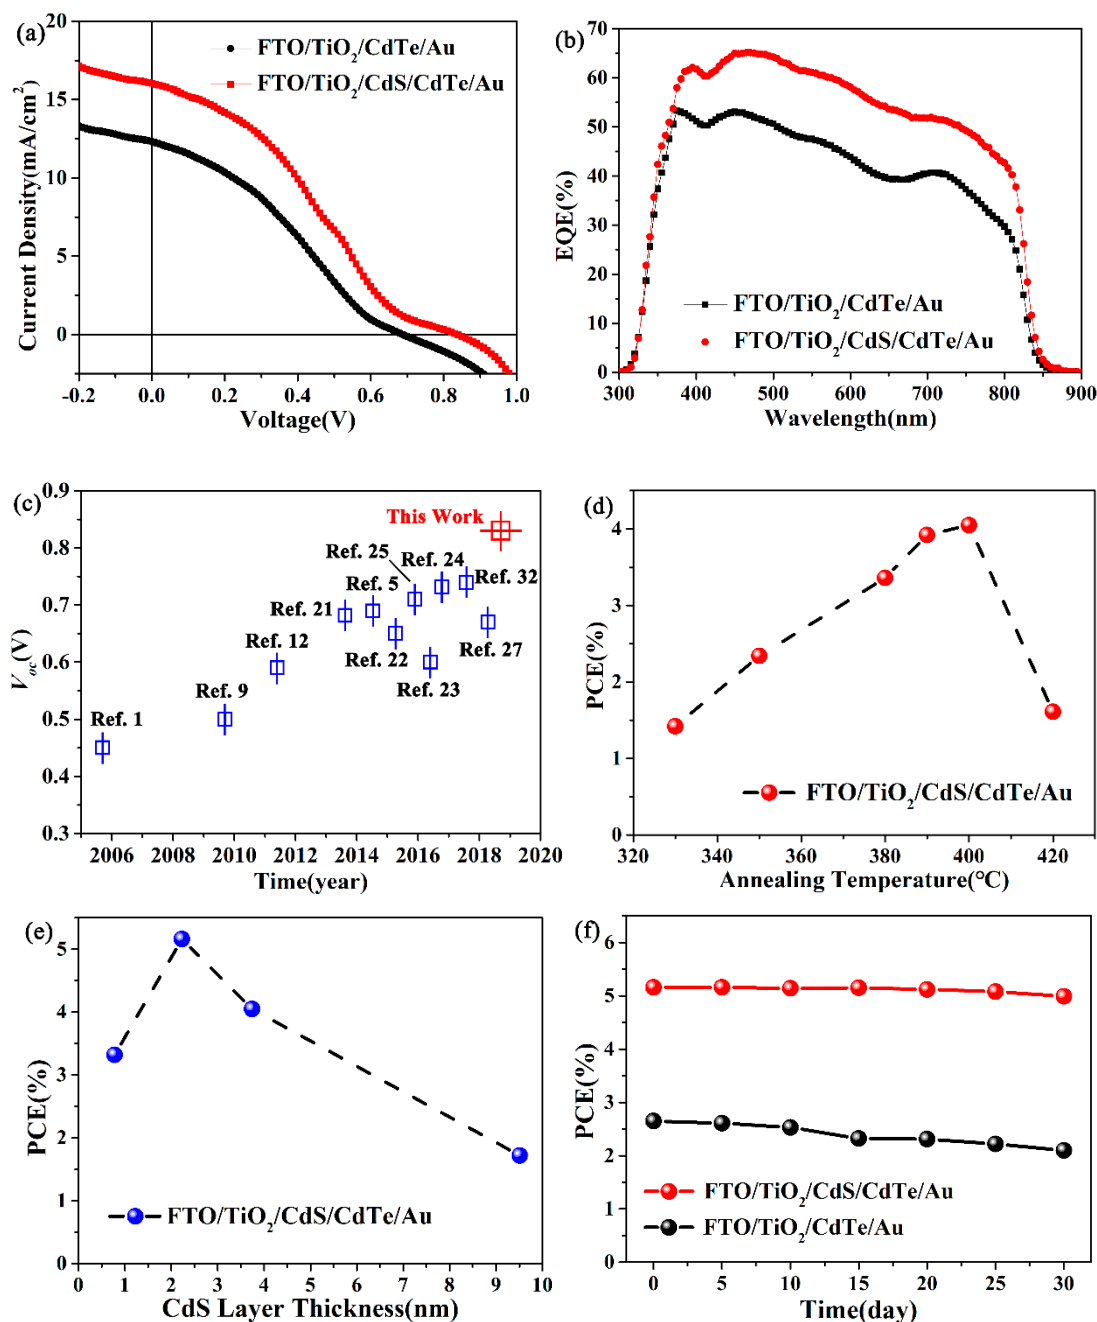 (a)
FTO/TiO₂/CdTe/Au
FTO/TiO₂/CdS/CdTe/Au
20
15
10
5
0
-0.2 0.0 0.2 0.4 0.6 0.8 1.0
Current Density(mA/cm²)
Voltage(V)
(b)
70
60
50
40
30
20
10
0
300 400 500 600 700 800 900
EQE(%)
Wavelength(nm)
FTO/TiO₂/CdTe/Au
FTO/TiO₂/CdS/CdTe/Au
(c)
0.9
0.8
0.7
0.6
0.5
0.4
0.3
2006 2008 2010 2012 2014 2016 2018 2020
Voc(V)
Time(year)
This Work
Ref. 25
Ref. 24
Ref. 5
Ref. 32
Ref. 21
Ref. 12
Ref. 22
Ref. 27
Ref. 23
Ref. 9
Ref. 1
(d)
4
3
2
1
0
320 340 360 380 400 420
PCE(%)
Annealing Temperature(°C)
FTO/TiO₂/CdS/CdTe/Au
(e)
5
4
3
2
1
0
0 1 2 3 4 5 6 7 8 9 10
PCE(%)
CdS Layer Thickness(nm)
FTO/TiO₂/CdS/CdTe/Au
(f)
6
5
4
3
2
1
0
0 5 10 15 20 25 30
PCE(%)
Time(day)
FTO/TiO₂/CdS/CdTe/Au
FTO/TiO₂/CdTe/Au